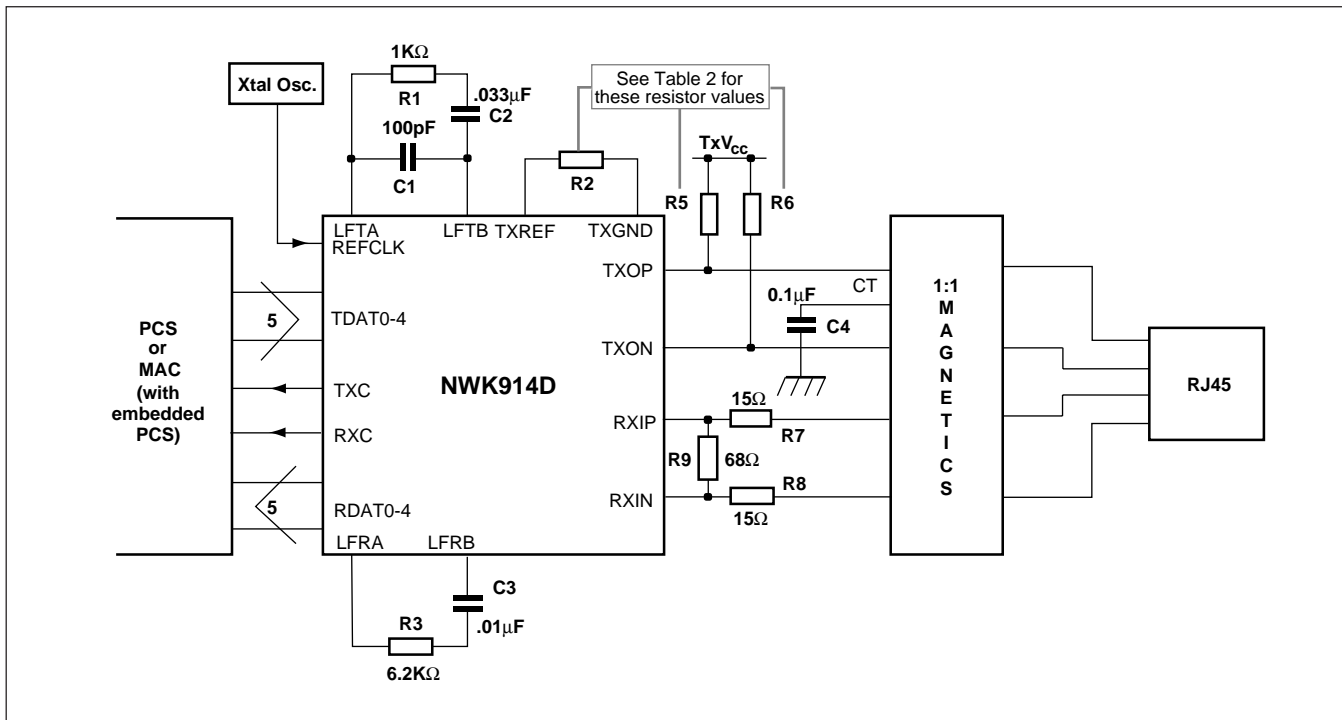 1KΩ
R1
Xtal Osc.
.033μF
C2
100pF
C1
See Table 2 for
these resistor values
R2
TxVcc
R5
R6
LFTA
LFTB
TXREF
TXGND
REFCLK
TXOP
CT
0.1μF
C4
1:1
MAGNETICS
5
TDAT0-4
TXON
PCS
or
MAC
(with
embedded
PCS)
NWK914D
RJ45
TXC
RXC
RXIP
15Ω
R7
R9
68Ω
RXIN
R8
15Ω
5
RDAT0-4
LFRA
LFRB
C3
.01μF
R3
6.2KΩ